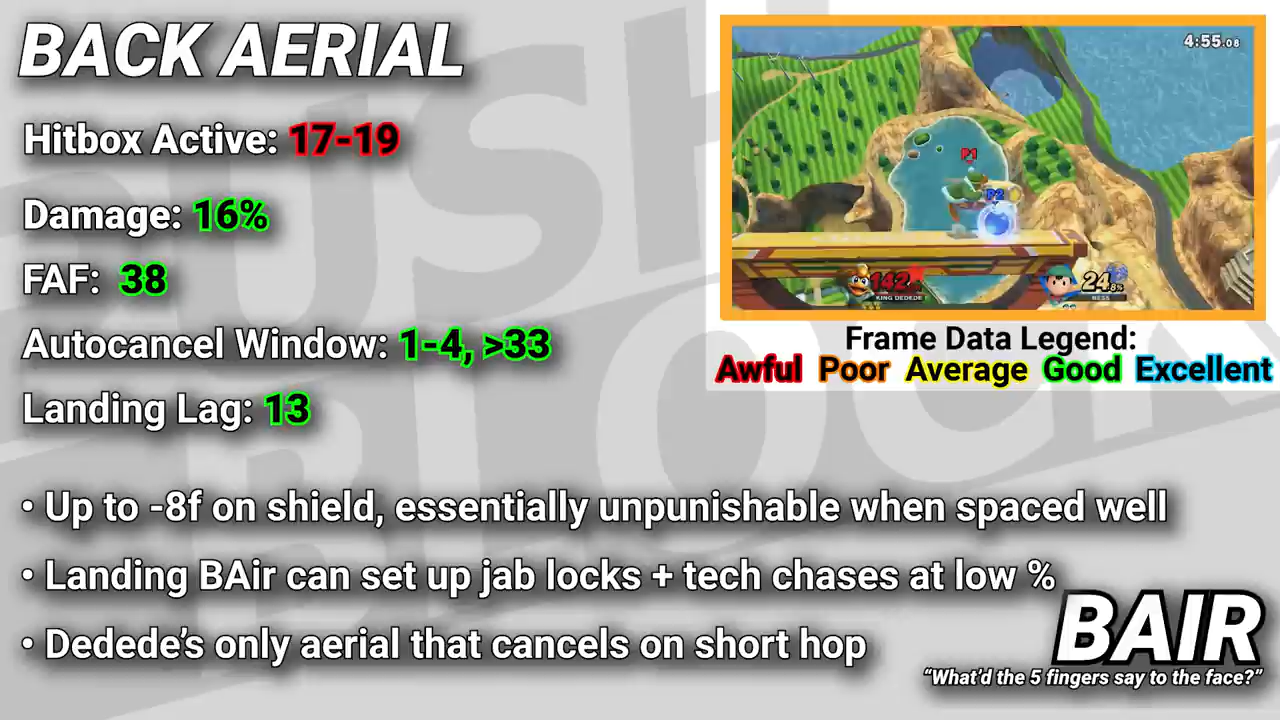 BACK AERIAL
Hitbox Active: 17-19
Damage: 16%
FAF: 38
Autocancel Window: 1-4, >33
Landing Lag: 13
4:55.08
P1
P2
142
KING DEDEDE
24.8%
NESS
Frame Data Legend:
Awful Poor Average Good Excellent
• Up to -8f on shield, essentially unpunishable when spaced well
• Landing BAir can set up jab locks + tech chases at low %
• Dedede's only aerial that cancels on short hop
BAIR
“What'd the 5 fingers say to the face?”
PUSH
BLOCK